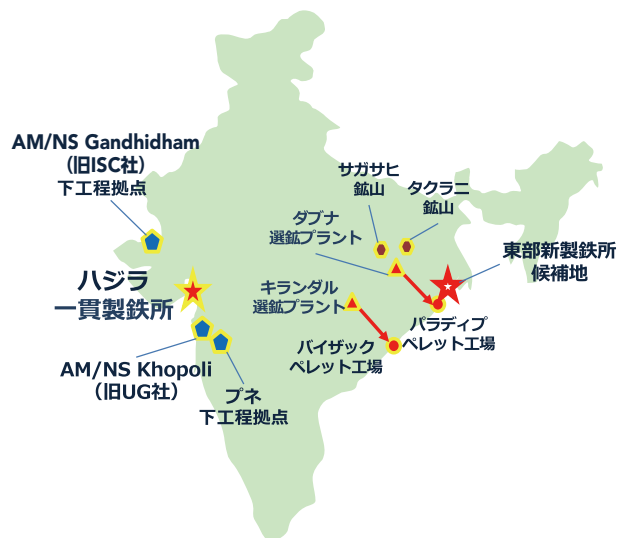 AM/NS Gandhidham
（旧ISC社）
下工程拠点
サガサヒ
鉱山
タクラニ
鉱山
ダブナ
選鉱プラント
東部新製鉄所
候補地
ハジラ
一貫製鉄所
キランダル
選鉱プラント
パラディプ
ペレット工場
バイザック
ペレット工場
AM/NS Khopoli
（旧UG社）
プネ
下工程拠点